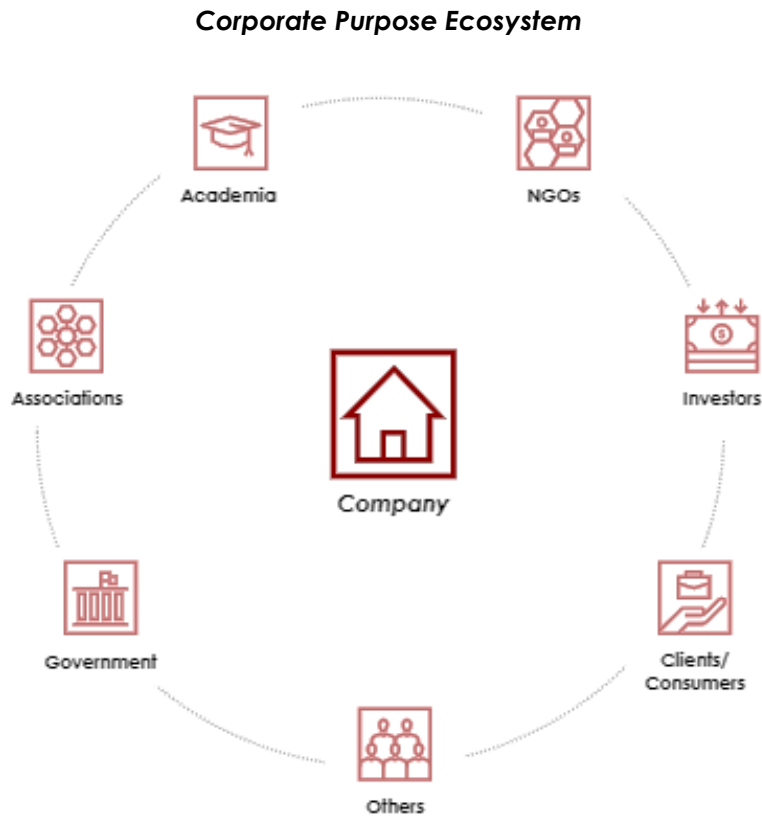 Corporate Purpose Ecosystem
Academia
NGOs
Associations
Investors
Company
Government
Clients/
Consumers
Others